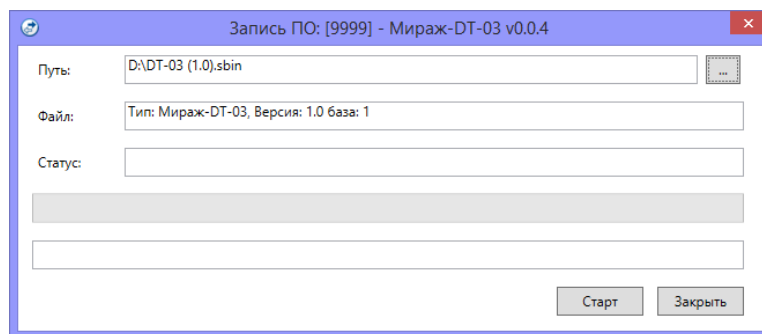 Запись ПО: [9999] - Мираж-DT-03 v0.0.4
Путь: D:\DT-03 (1.0).sbin ...
Файл: Тип: Мираж-DT-03, Версия: 1.0 база: 1
Статус:
Старт Закрыть